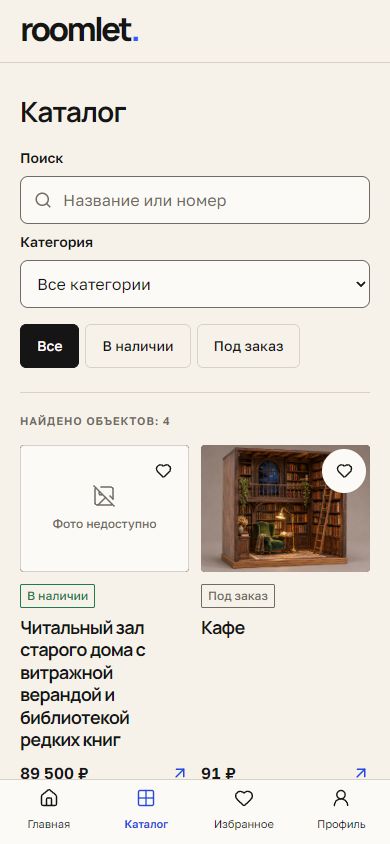 roomlet.
Каталог
Поиск
Название или номер
Категория
Все категории
Все
В наличии
Под заказ
НАЙДЕНО ОБЪЕКТОВ: 4
Фото недоступно
В наличии
Читальный зал
старого дома с
витражной
верандой и
библиотекой
редких книг
89 500 ₽
Под заказ
Кафе
91 ₽
Главная
Каталог
Избранное
Профиль